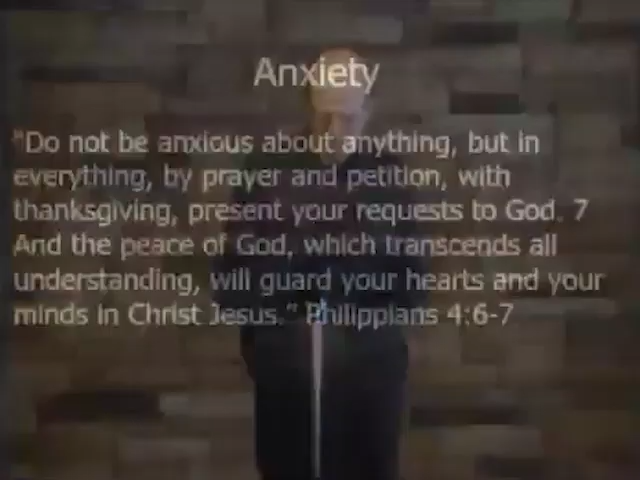 Anxiety
"Do not be anxious about anything, but in
everything, by prayer and petition, with
thanksgiving, present your requests to God. 7
And the peace of God, which transcends all
understanding, will guard your hearts and your
minds in Christ Jesus." Philippians 4:6-7